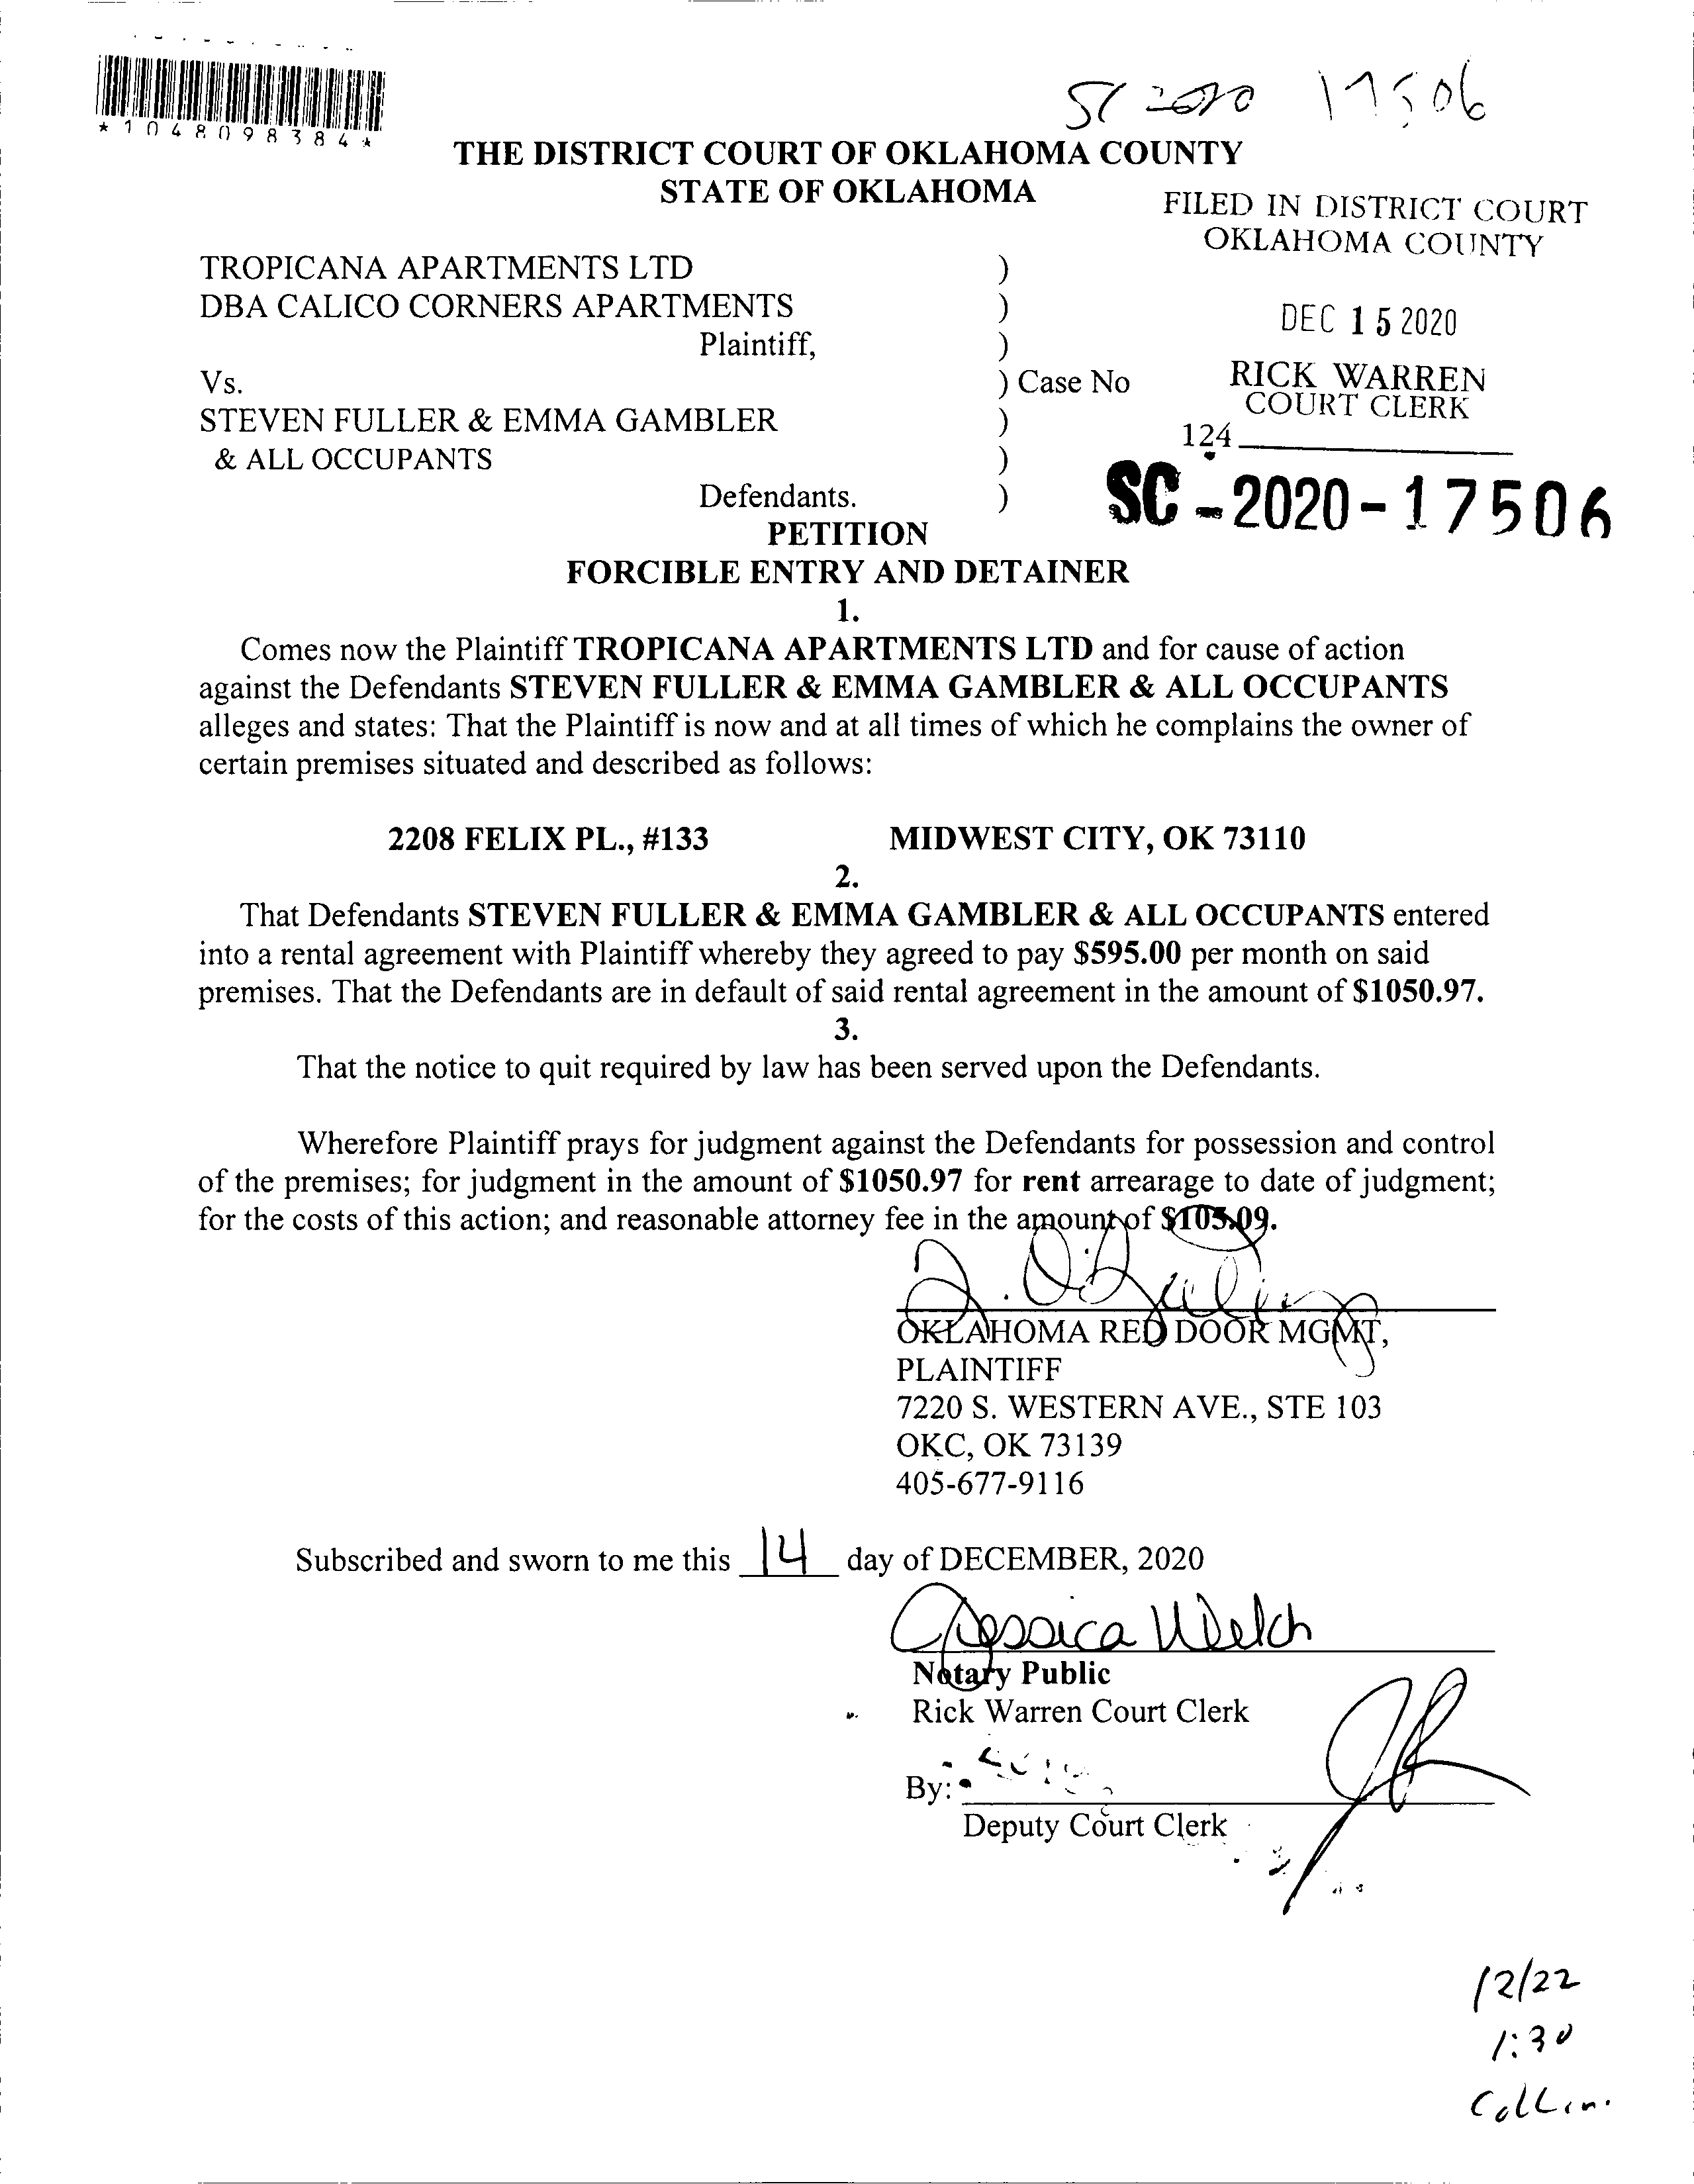 SC 2020 17506
*1048098384*
THE DISTRICT COURT OF OKLAHOMA COUNTY
STATE OF OKLAHOMA
FILED IN DISTRICT COURT
OKLAHOMA COUNTY
TROPICANA APARTMENTS LTD )
DBA CALICO CORNERS APARTMENTS )
DEC 15 2020
Plaintiff, )
Vs. ) Case No
RICK WARREN
COURT CLERK
STEVEN FULLER & EMMA GAMBLER )
124
& ALL OCCUPANTS )
Defendants. )
SC-2020-17506
PETITION
FORCIBLE ENTRY AND DETAINER
1.
Comes now the Plaintiff TROPICANA APARTMENTS LTD and for cause of action
against the Defendants STEVEN FULLER & EMMA GAMBLER & ALL OCCUPANTS
alleges and states: That the Plaintiff is now and at all times of which he complains the owner of
certain premises situated and described as follows:
2208 FELIX PL., #133 MIDWEST CITY, OK 73110
2.
That Defendants STEVEN FULLER & EMMA GAMBLER & ALL OCCUPANTS entered
into a rental agreement with Plaintiff whereby they agreed to pay $595.00 per month on said
premises. That the Defendants are in default of said rental agreement in the amount of $1050.97.
3.
That the notice to quit required by law has been served upon the Defendants.
Wherefore Plaintiff prays for judgment against the Defendants for possession and control
of the premises; for judgment in the amount of $1050.97 for rent arrearage to date of judgment;
for the costs of this action; and reasonable attorney fee in the amount of $105.09.
OKLAHOMA RED DOOR MGMT,
PLAINTIFF
7220 S. WESTERN AVE., STE 103
OKC, OK 73139
405-677-9116
Subscribed and sworn to me this 14 day of DECEMBER, 2020
Jessica Welch
Notary Public
Rick Warren Court Clerk
By:
Deputy Court Clerk
12/22
1:30